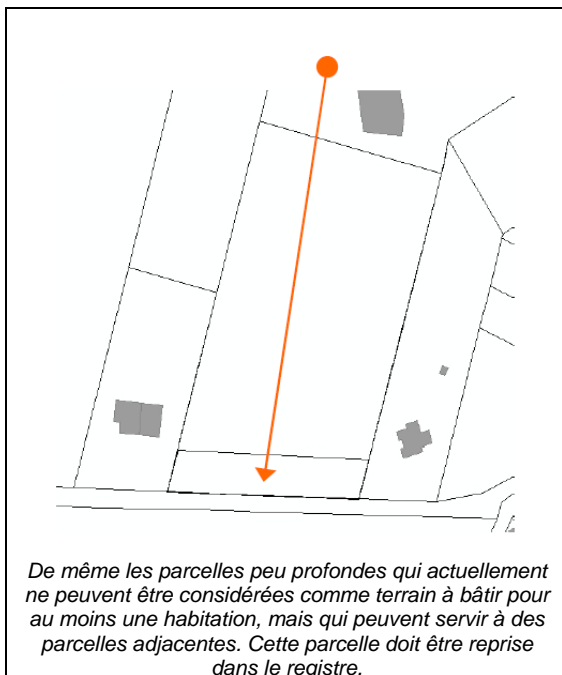 De même les parcelles peu profondes qui actuellement
ne peuvent être considérées comme terrain à bâtir pour
au moins une habitation, mais qui peuvent servir à des
parcelles adjacentes. Cette parcelle doit être reprise
dans le registre.